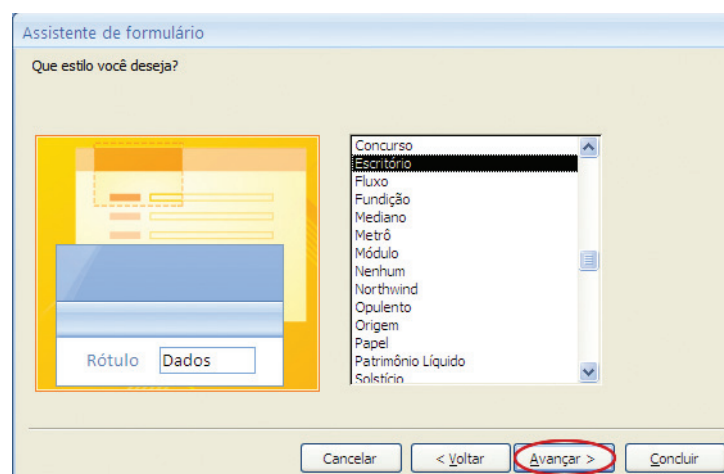 Assistente de formulário
Que estilo você deseja?
Rótulo Dados
Concurso
Escritório
Fluxo
Fundição
Mediano
Metrô
Módulo
Nenhum
Northwind
Opulento
Origem
Papel
Patrimônio Líquido
Solstício
Cancelar < Voltar Avançar > Concluir